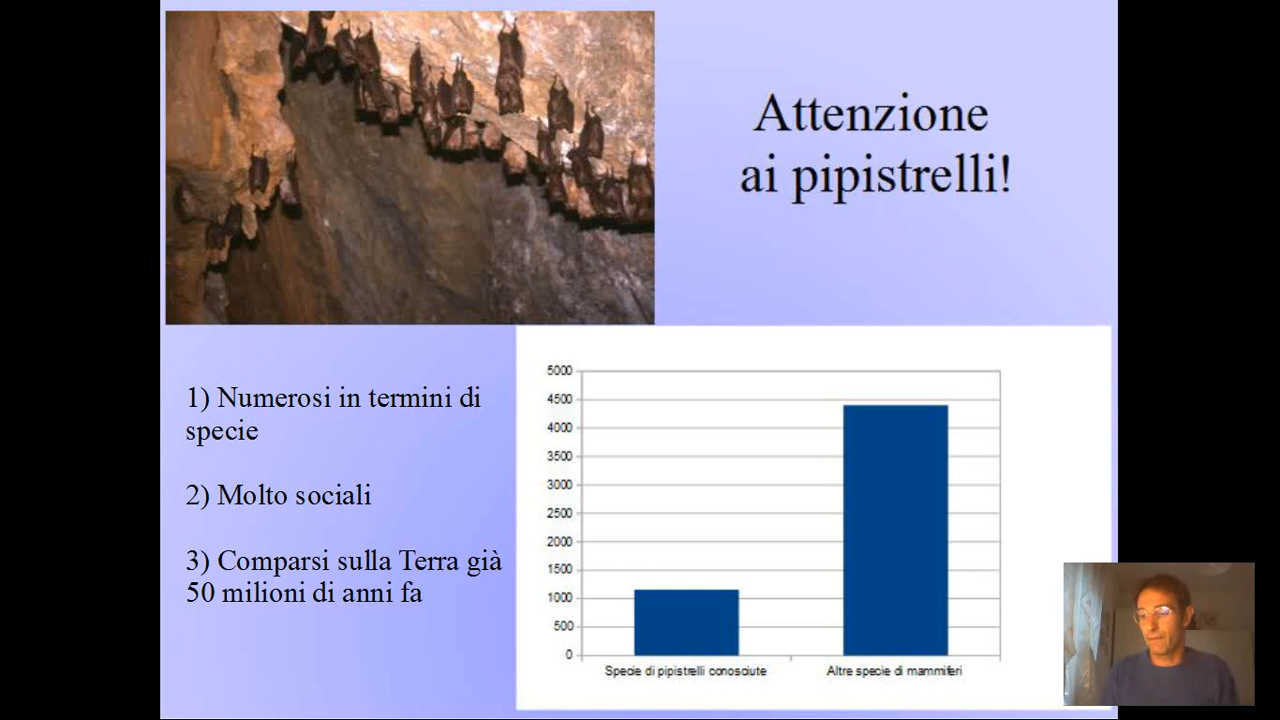 Attenzione
ai pipistrelli!
1) Numerosi in termini di
specie
2) Molto sociali
3) Comparsi sulla Terra già
50 milioni di anni fa
5000
4500
4000
3500
3000
2500
2000
1500
1000
500
0
Specie di pipistrelli conosciute
Altre specie di mammiferi